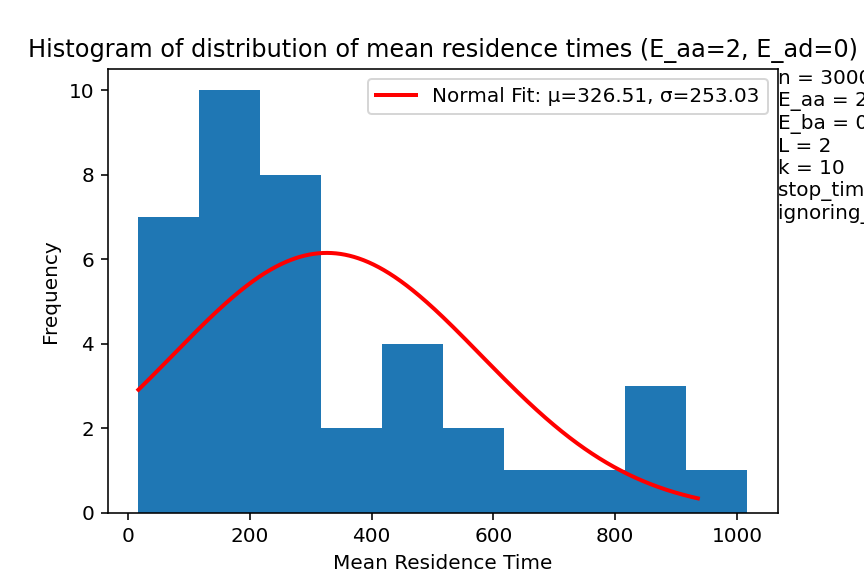 Histogram of distribution of mean residence times (E_aa=2, E_ad=0)
Normal Fit: μ=326.51, σ=253.03
n = 3000
E_aa = 2
E_ba = 0
L = 2
k = 10
stop_tim
ignoring_
Frequency
10
8
6
4
2
0
0 200 400 600 800 1000
Mean Residence Time